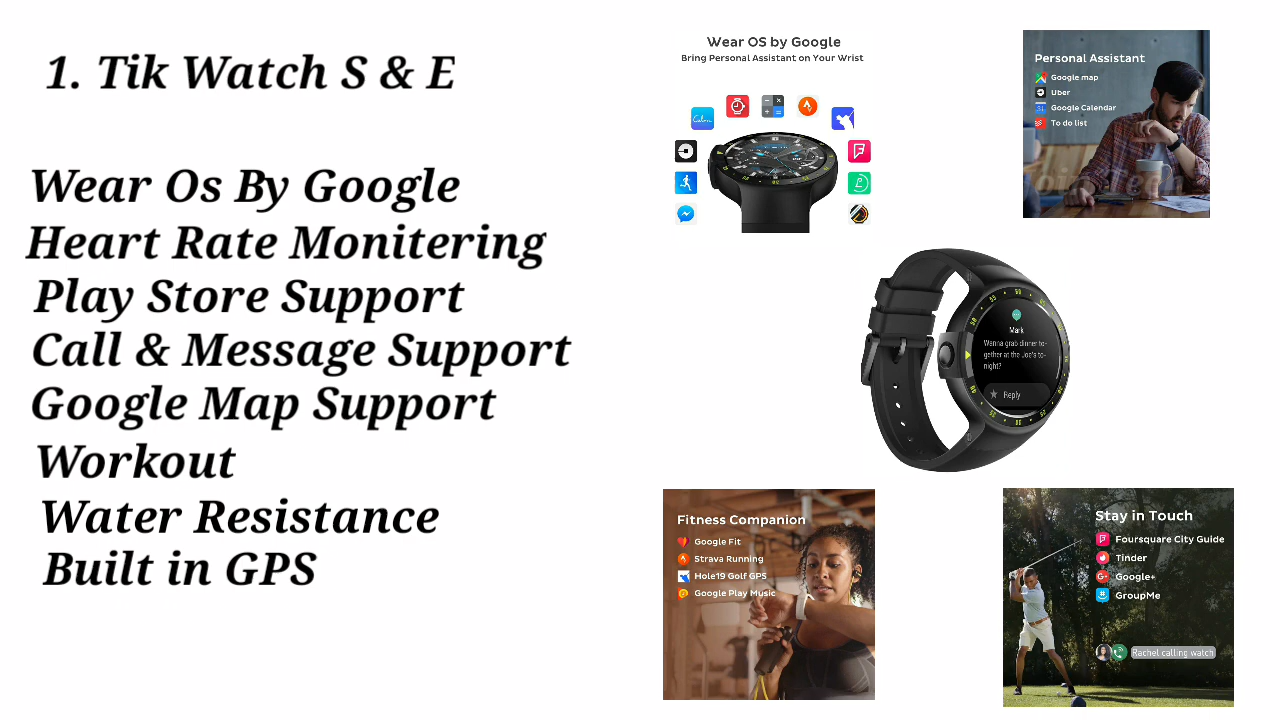 1. Tik Watch S & E
Wear Os By Google
Heart Rate Monitering
Play Store Support
Call & Message Support
Google Map Support
Workout
Water Resistance
Built in GPS
Wear OS by Google
Bring Personal Assistant on Your Wrist
Calm
Personal Assistant
Google map
Uber
31
Google Calendar
To do list
Mark
Wanna grab dinner to-
gether at the Joe's to-
night?
Reply
Fitness Companion
Google Fit
Strava Running
Hole19 Golf GPS
Google Play Music
Stay in Touch
Foursquare City Guide
Tinder
G+
Google+
GroupMe
Rachel calling watch